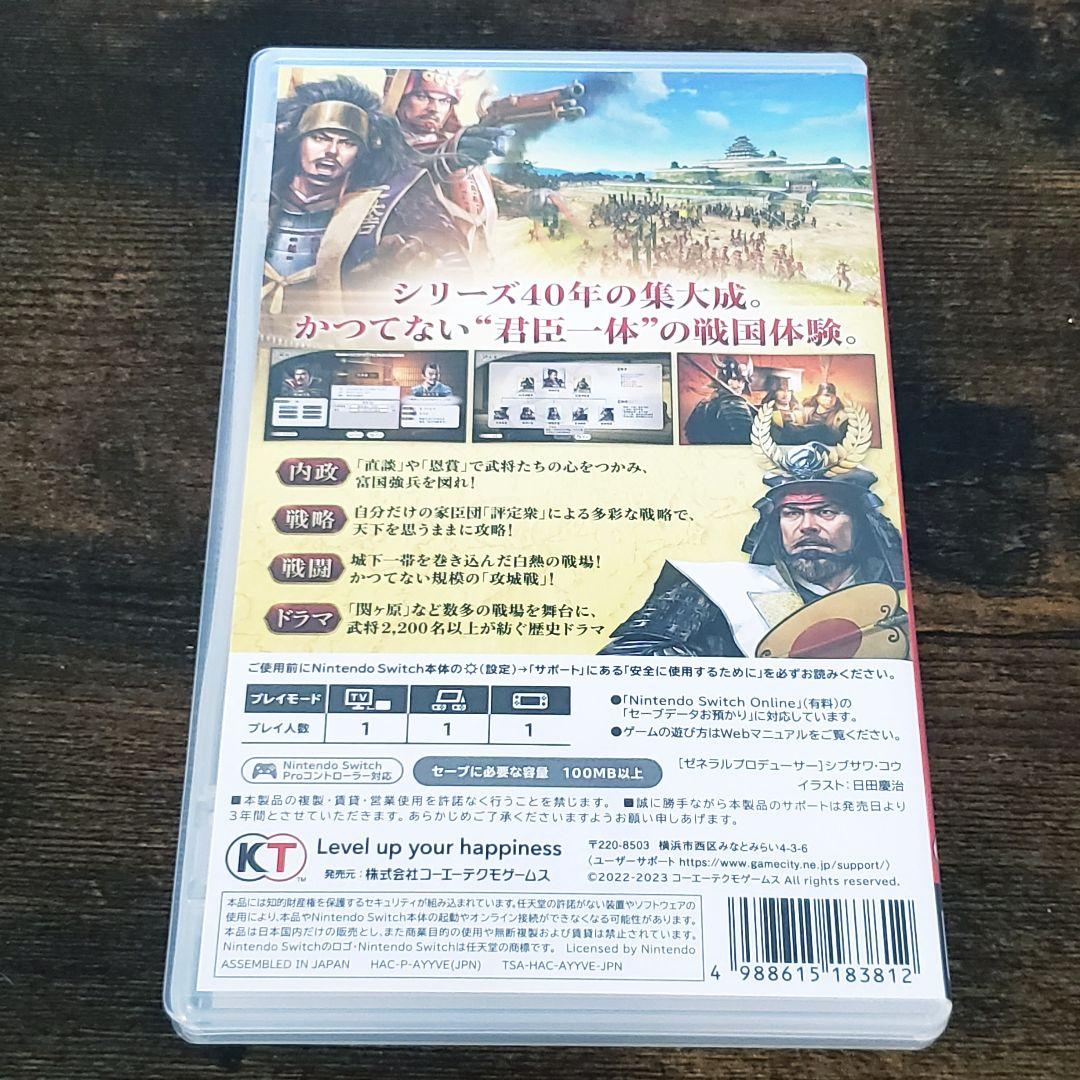 シリーズ40年の集大成。
かつてない“君臣一体”の戦国体験。
内政 「直談」や「恩賞」で武将たちの心をつかみ、
富国強兵を図れ!
戦略 自分だけの家臣団「評定衆」による多彩な戦略で、
天下を思うままに攻略!
戦闘 城下一帯を巻き込んだ白熱の戦場!
かつてない規模の「攻城戦」!
ドラマ 「関ヶ原」など数多の戦場を舞台に、
武将2,200名以上が紡ぐ歴史ドラマ
ご使用前にNintendo Switch本体の(設定)→「サポート」にある「安全に使用するために」を必ずお読みください。
プレイモード TV
プレイ人数 1 1 1
●「Nintendo Switch Online」(有料)の
「セーブデータお預かり」に対応しています。
●ゲームの遊び方はWebマニュアルをご覧ください。
Nintendo Switch
Proコントローラー対応
セーブに必要な容量 100MB以上
[ゼネラルプロデューサー]シブサワ・コウ
イラスト:日田慶治
■本製品の複製・賃貸・営業使用を許諾なく行うことを禁じます。 ■誠に勝手ながら本製品のサポートは発売日より
3年間とさせていただきます。あらかじめご了承くださいますようお願い申しあげます。
KT TM
Level up your happiness
発売元:株式会社コーエーテクモゲームス
〒220-8503 横浜市西区みなとみらい4-3-6
(ユーザーサポート https://www.gamecity.ne.jp/support/)
©2022-2023 コーエーテクモゲームス All rights reserved.
本品には知的財産権を保護するセキュリティが組み込まれています。任天堂の許諾がない装置やソフトウェアの
使用により、本品やNintendo Switch本体の起動やオンライン接続ができなくなる可能性があります。
本品は日本国内だけの販売とし、また商業目的の使用や無断複製および賃貸は禁止されています。
Nintendo Switchのロゴ・Nintendo Switchは任天堂の商標です。 Licensed by Nintendo
ASSEMBLED IN JAPAN HAC-P-AYYVE(JPN) TSA-HAC-AYYVE-JPN
4 988615 183812